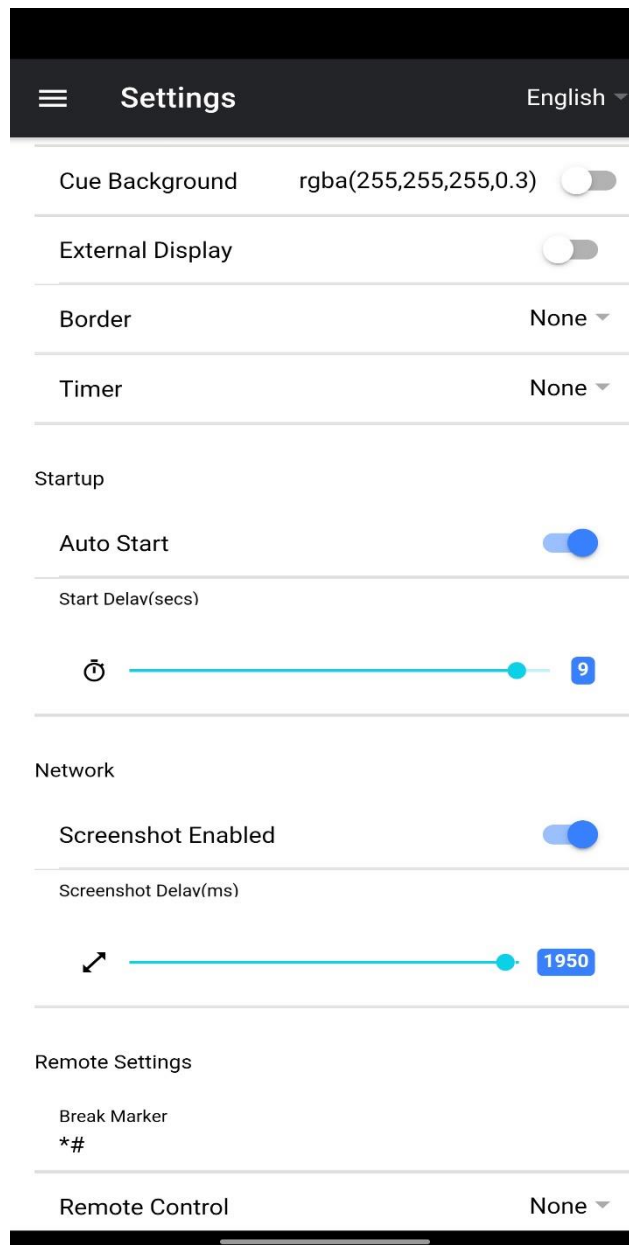 Settings English
Cue Background rgba(255,255,255,0.3)
External Display
Border None
Timer None
Startup
Auto Start
Start Delay(secs)
9
Network
Screenshot Enabled
Screenshot Delay(ms)
1950
Remote Settings
Break Marker
*#
Remote Control None